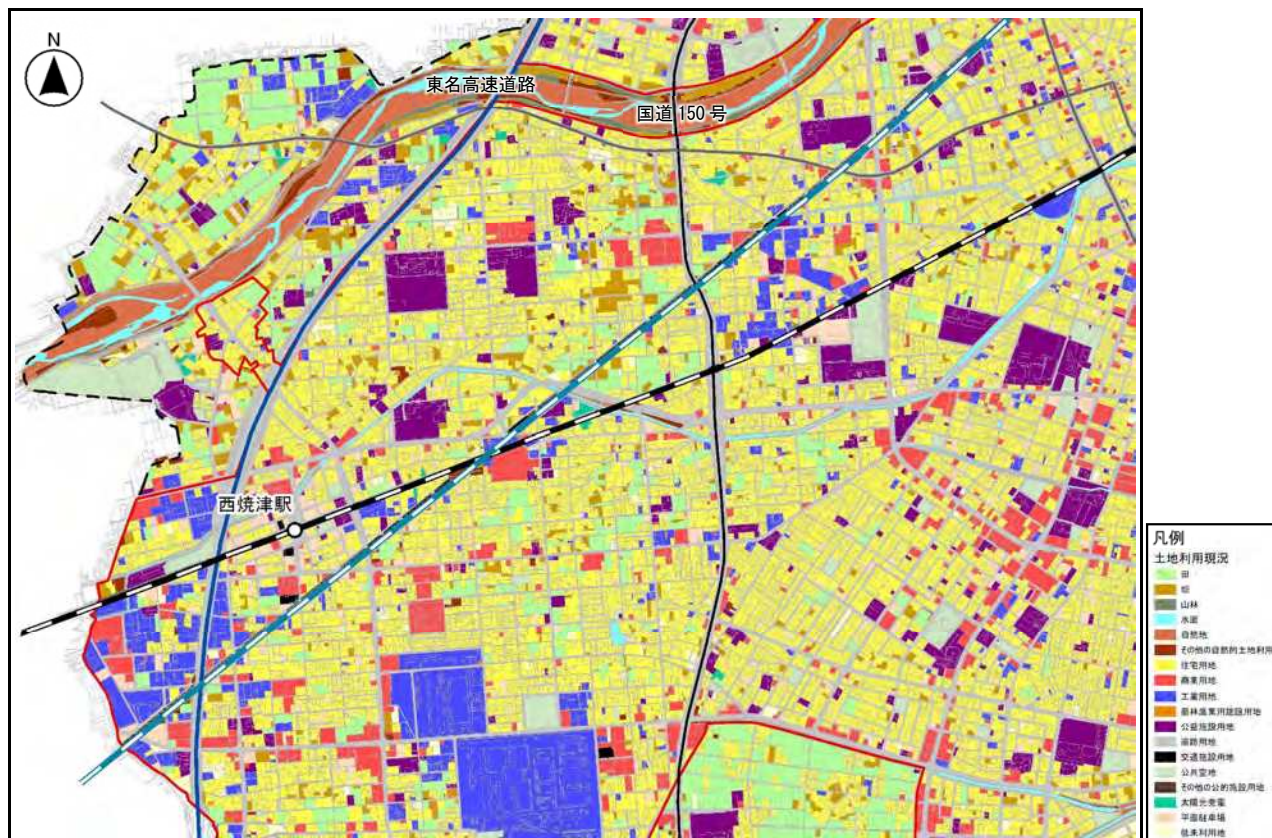 N
東名高速道路
国道150号
西焼津駅
凡例
土地利用現況
田
畑
山林
水面
自然地
その他の自然的土地利用
住宅用地
商業用地
工業用地
農林漁業用施設用地
公益施設用地
道路用地
交通施設用地
公共空地
その他の公的施設用地
太陽光発電
平面駐車場
低未利用地